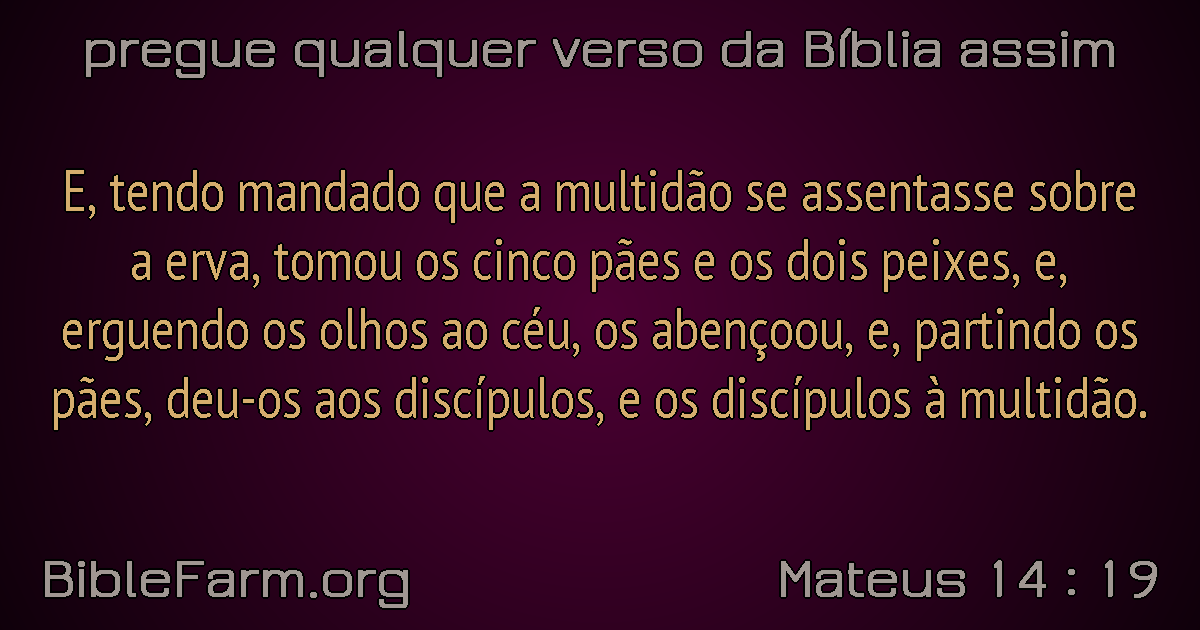 pregue qualquer verso da Bíblia assim
E, tendo mandado que a multidão se assentasse sobre
a erva, tomou os cinco pães e os dois peixes, e,
erguendo os olhos ao céu, os abençoou, e, partindo os
pães, deu-os aos discípulos, e os discípulos à multidão.
BibleFarm.org
Mateus 14 : 19